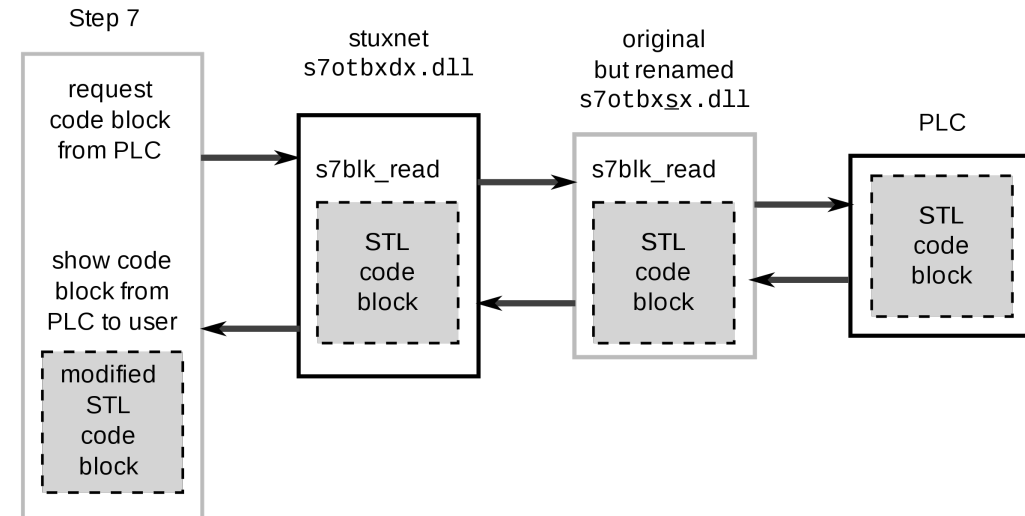 Step 7
request
code block
from PLC
show code
block from
PLC to user
modified
STL
code
block
stuxnet
s7otbxdx.dll
s7blk_read
STL
code
block
original
but renamed
s7otbxsx.dll
s7blk_read
STL
code
block
PLC
STL
code
block